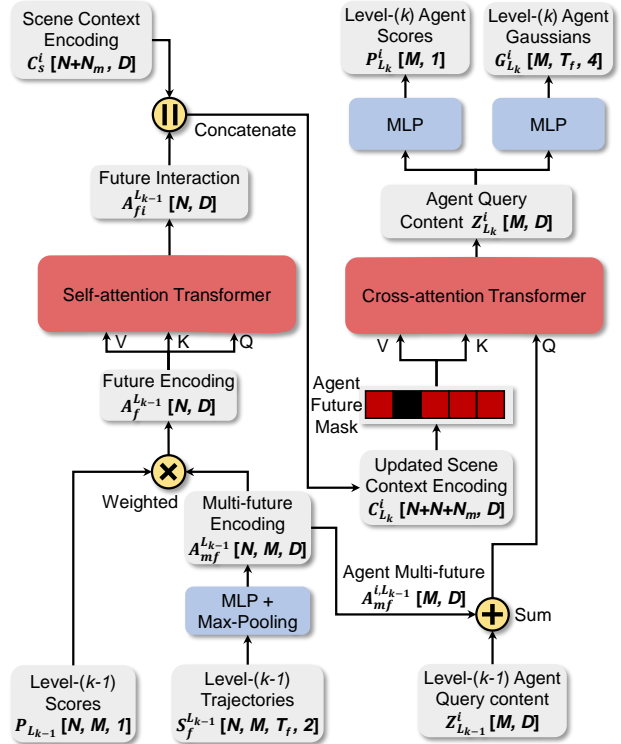 Scene Context
Encoding
C_s^i [N+N_m, D]
Concatenate
Future Interaction
A_{fi}^{L_{k-1}} [N, D]
Self-attention Transformer
V
K
Q
Future Encoding
A_f^{L_{k-1}} [N, D]
Weighted
Multi-future
Encoding
A_{mf}^{L_{k-1}} [N, M, D]
MLP +
Max-Pooling
Level-(k-1)
Scores
P_{L_{k-1}} [N, M, 1]
Level-(k-1)
Trajectories
S_f^{L_{k-1}} [N, M, T_f, 2]
Level-(k) Agent
Scores
P_{L_k}^i [M, 1]
Level-(k) Agent
Gaussians
G_{L_k}^i [M, T_f, 4]
MLP
MLP
Agent Query
Content Z_{L_k}^i [M, D]
Cross-attention Transformer
V
K
Q
Agent
Future
Mask
Updated Scene
Context Encoding
C_{L_k}^i [N+N+N_m, D]
Agent Multi-future
A_{mf}^{i,L_{k-1}} [M, D]
Sum
Level-(k-1) Agent
Query content
Z_{L_{k-1}}^i [M, D]